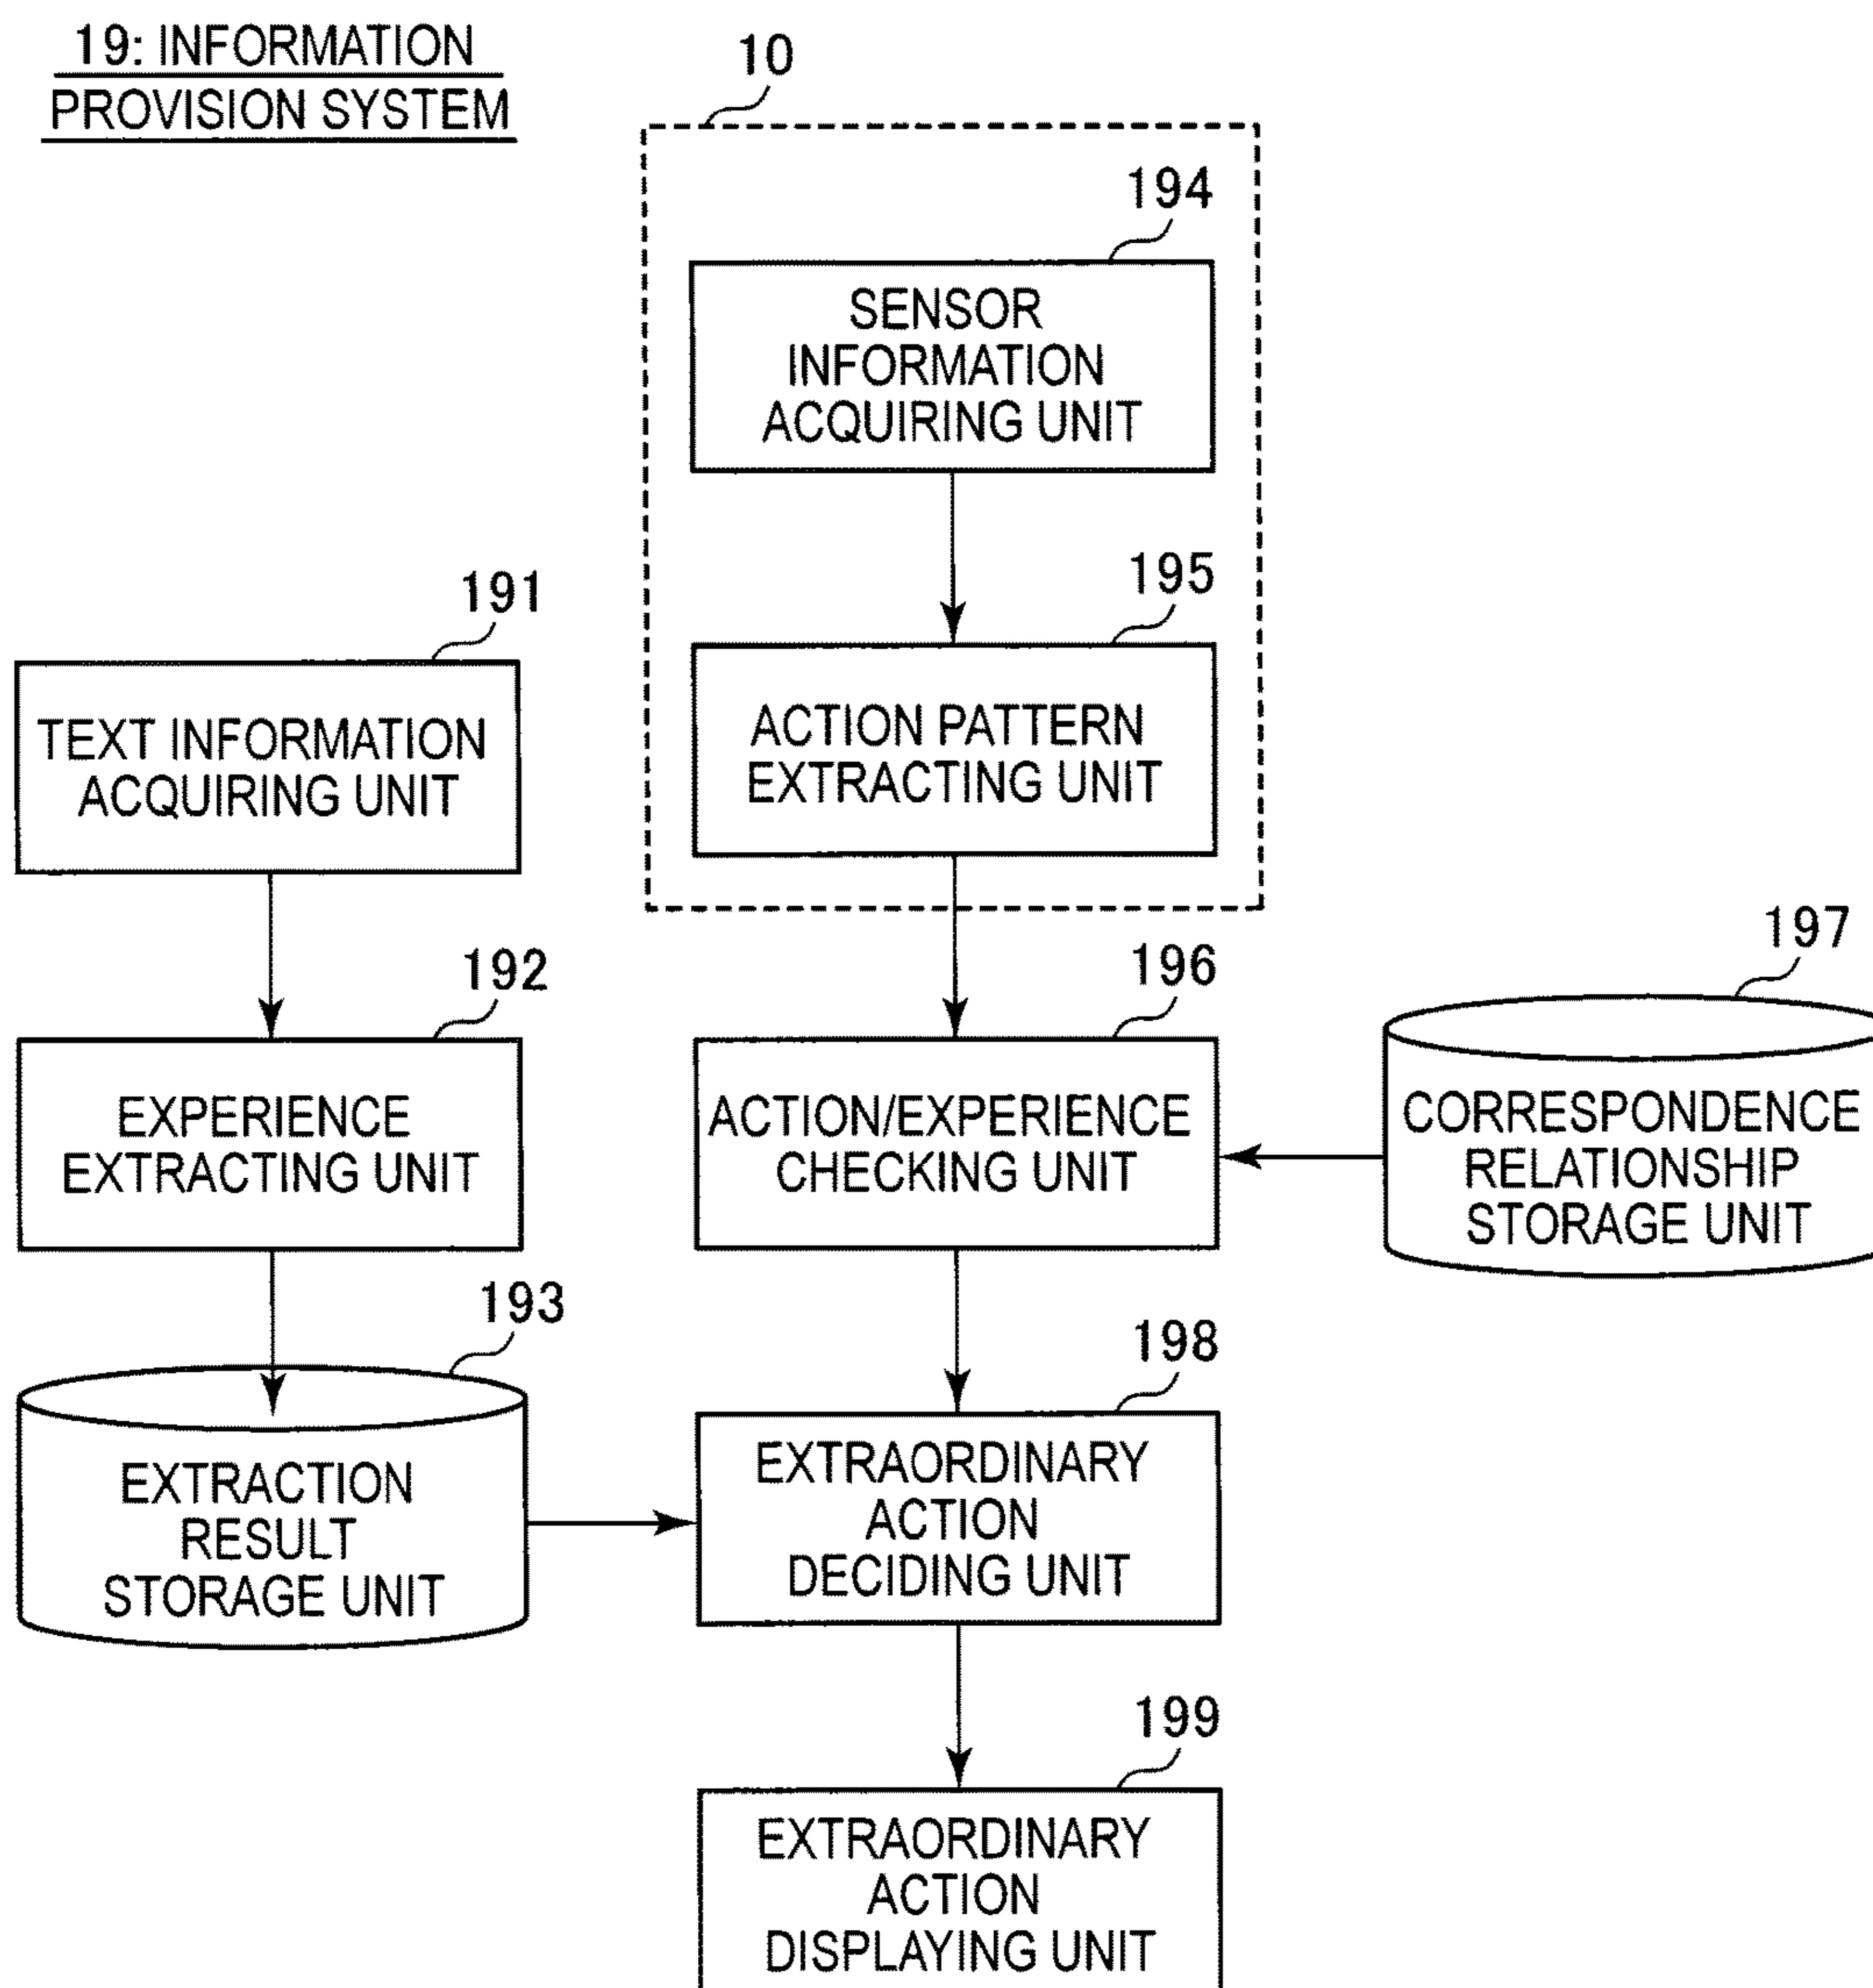 19: INFORMATION
PROVISION SYSTEM
10
194
SENSOR
INFORMATION
ACQUIRING UNIT
195
ACTION PATTERN
EXTRACTING UNIT
191
TEXT INFORMATION
ACQUIRING UNIT
192
EXPERIENCE
EXTRACTING UNIT
196
ACTION/EXPERIENCE
CHECKING UNIT
197
CORRESPONDENCE
RELATIONSHIP
STORAGE UNIT
193
EXTRACTION
RESULT
STORAGE UNIT
198
EXTRAORDINARY
ACTION
DECIDING UNIT
199
EXTRAORDINARY
ACTION
DISPLAYING UNIT